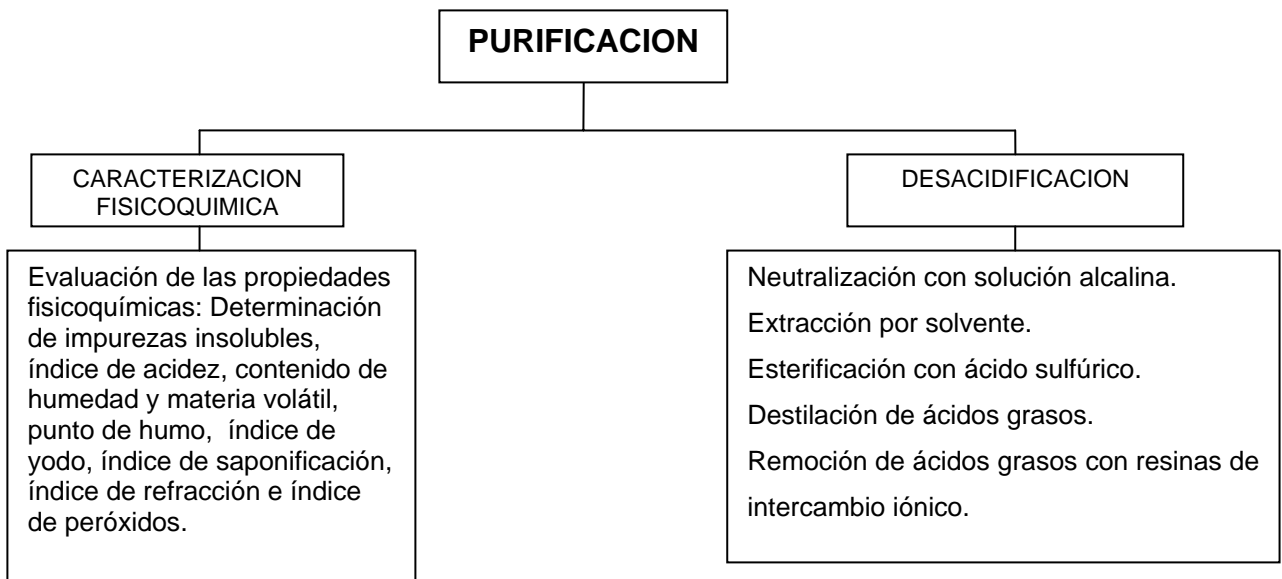 PURIFICACION
CARACTERIZACION
FISICOQUIMICA
Evaluación de las propiedades
fisicoquímicas: Determinación
de impurezas insolubles,
índice de acidez, contenido de
humedad y materia volátil,
punto de humo, índice de
yodo, índice de saponificación,
índice de refracción e índice
de peróxidos.
DESACIDIFICACION
Neutralización con solución alcalina.
Extracción por solvente.
Esterificación con ácido sulfúrico.
Destilación de ácidos grasos.
Remoción de ácidos grasos con resinas de
intercambio iónico.